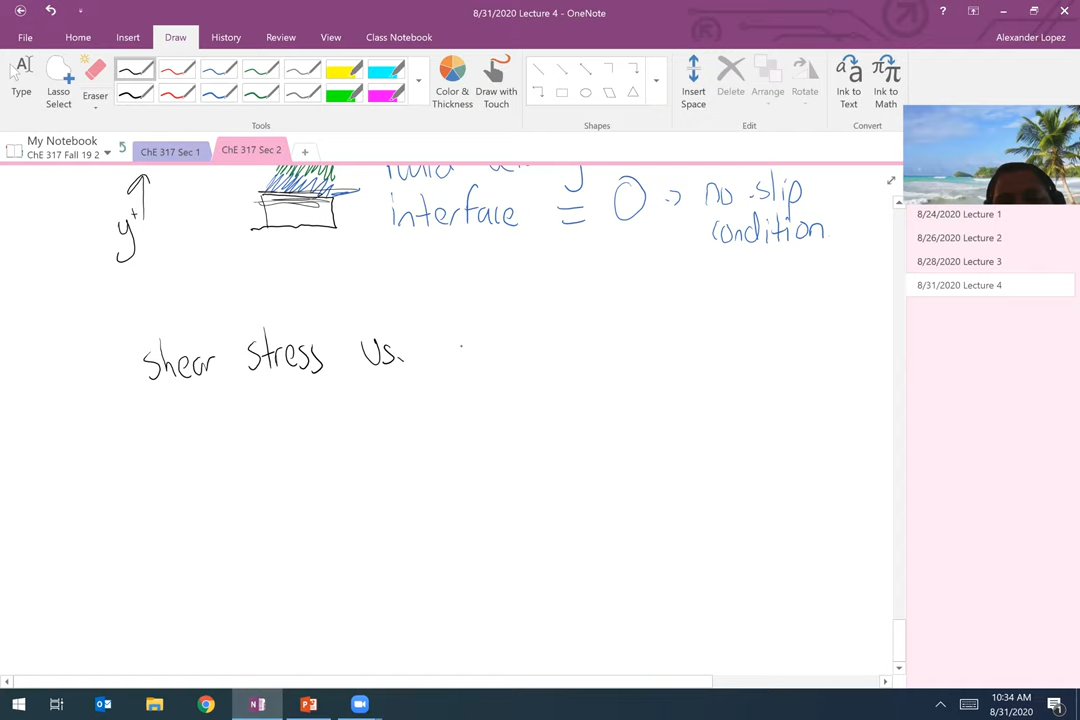 8/31/2020 Lecture 4 - OneNote
Alexander Lopez
File Home Insert Draw History Review View Class Notebook
Type
Lasso Select
Eraser
Color & Thickness
Draw with Touch
Insert Space
Delete
Arrange
Rotate
Ink to Text
Ink to Math
Tools
Shapes
Edit
Convert
My Notebook
ChE 317 Fall 19 2
ChE 317 Sec 1
ChE 317 Sec 2
8/24/2020 Lecture 1
8/26/2020 Lecture 2
8/28/2020 Lecture 3
8/31/2020 Lecture 4
y+
interface = 0 => no slip
condition
shear stress vs.
10:34 AM
8/31/2020